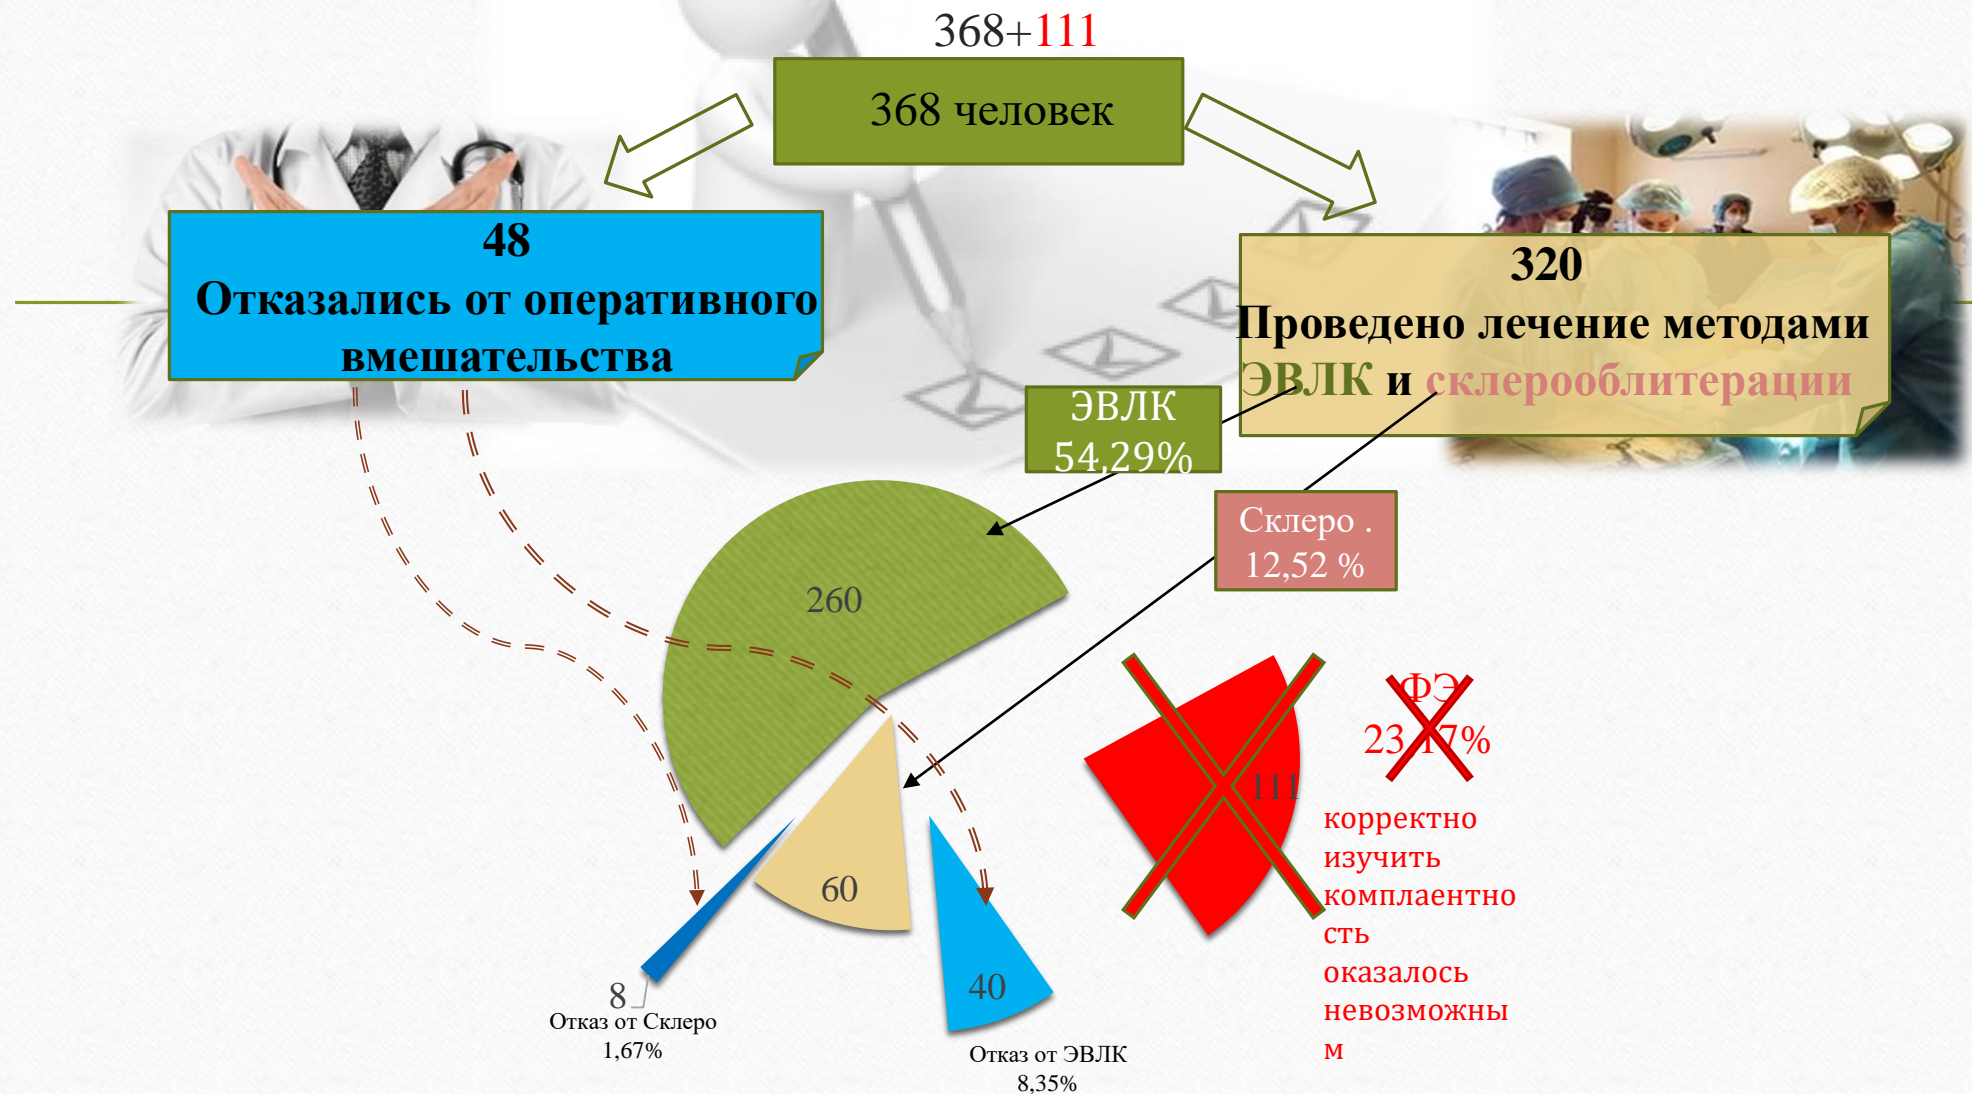 368+111
368 человек
48
Отказались от оперативного
вмешательства
320
Проведено лечение методами
ЭВЛК и склерооблитерации
ЭВЛК
54,29%
Склеро .
12,52 %
260
ФЭ
23,17%
111
корректно
изучить
комплаентно
сть
оказалось
невозможны
м
60
40
8
Отказ от Склеро
1,67%
Отказ от ЭВЛК
8,35%